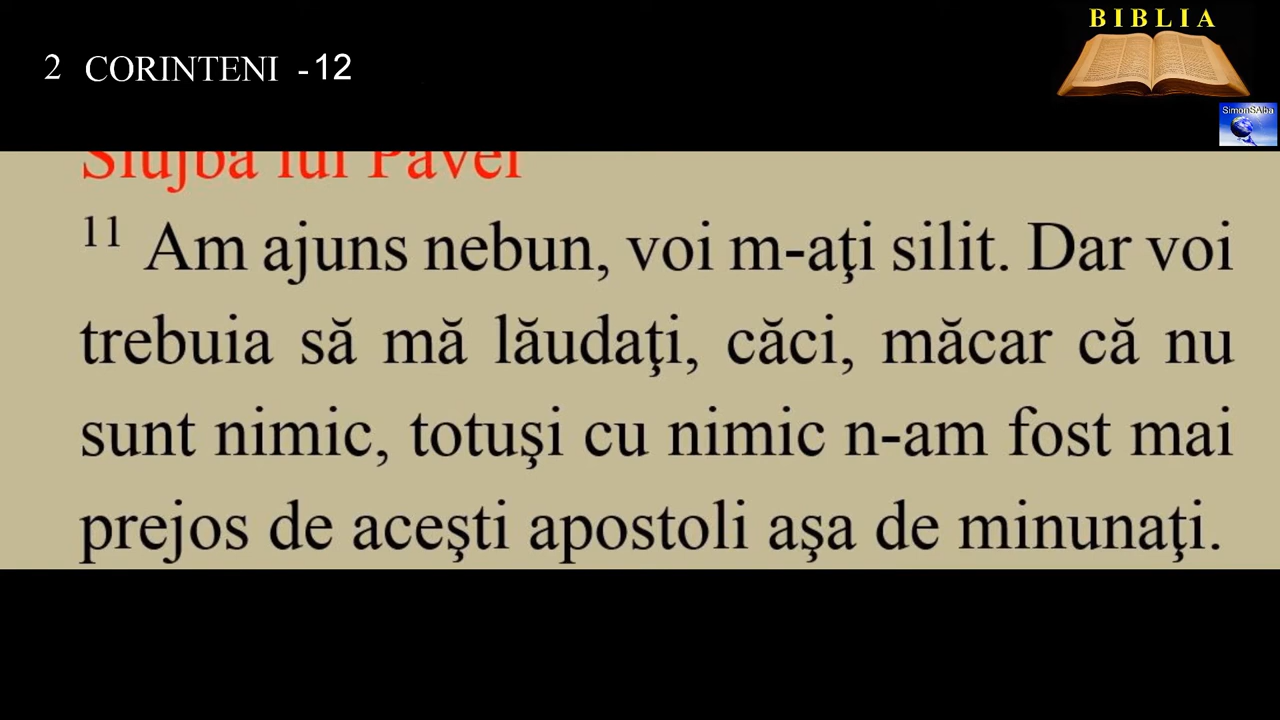 BIBLIA
2 CORINTENI -12
SimonSAlba
Slujba lui Pavel
11 Am ajuns nebun, voi m-aţi silit. Dar voi
trebuia să mă lăudaţi, căci, măcar că nu
sunt nimic, totuşi cu nimic n-am fost mai
prejos de aceşti apostoli aşa de minunaţi.